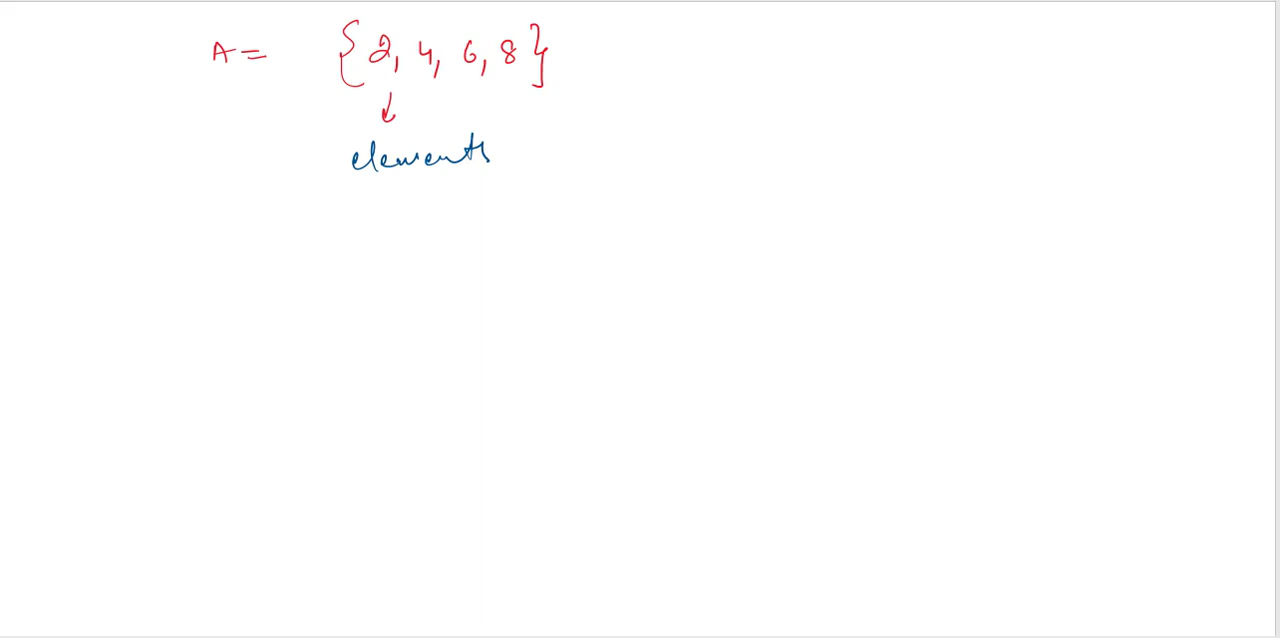 A = {2, 4, 6, 8}
↓
elements